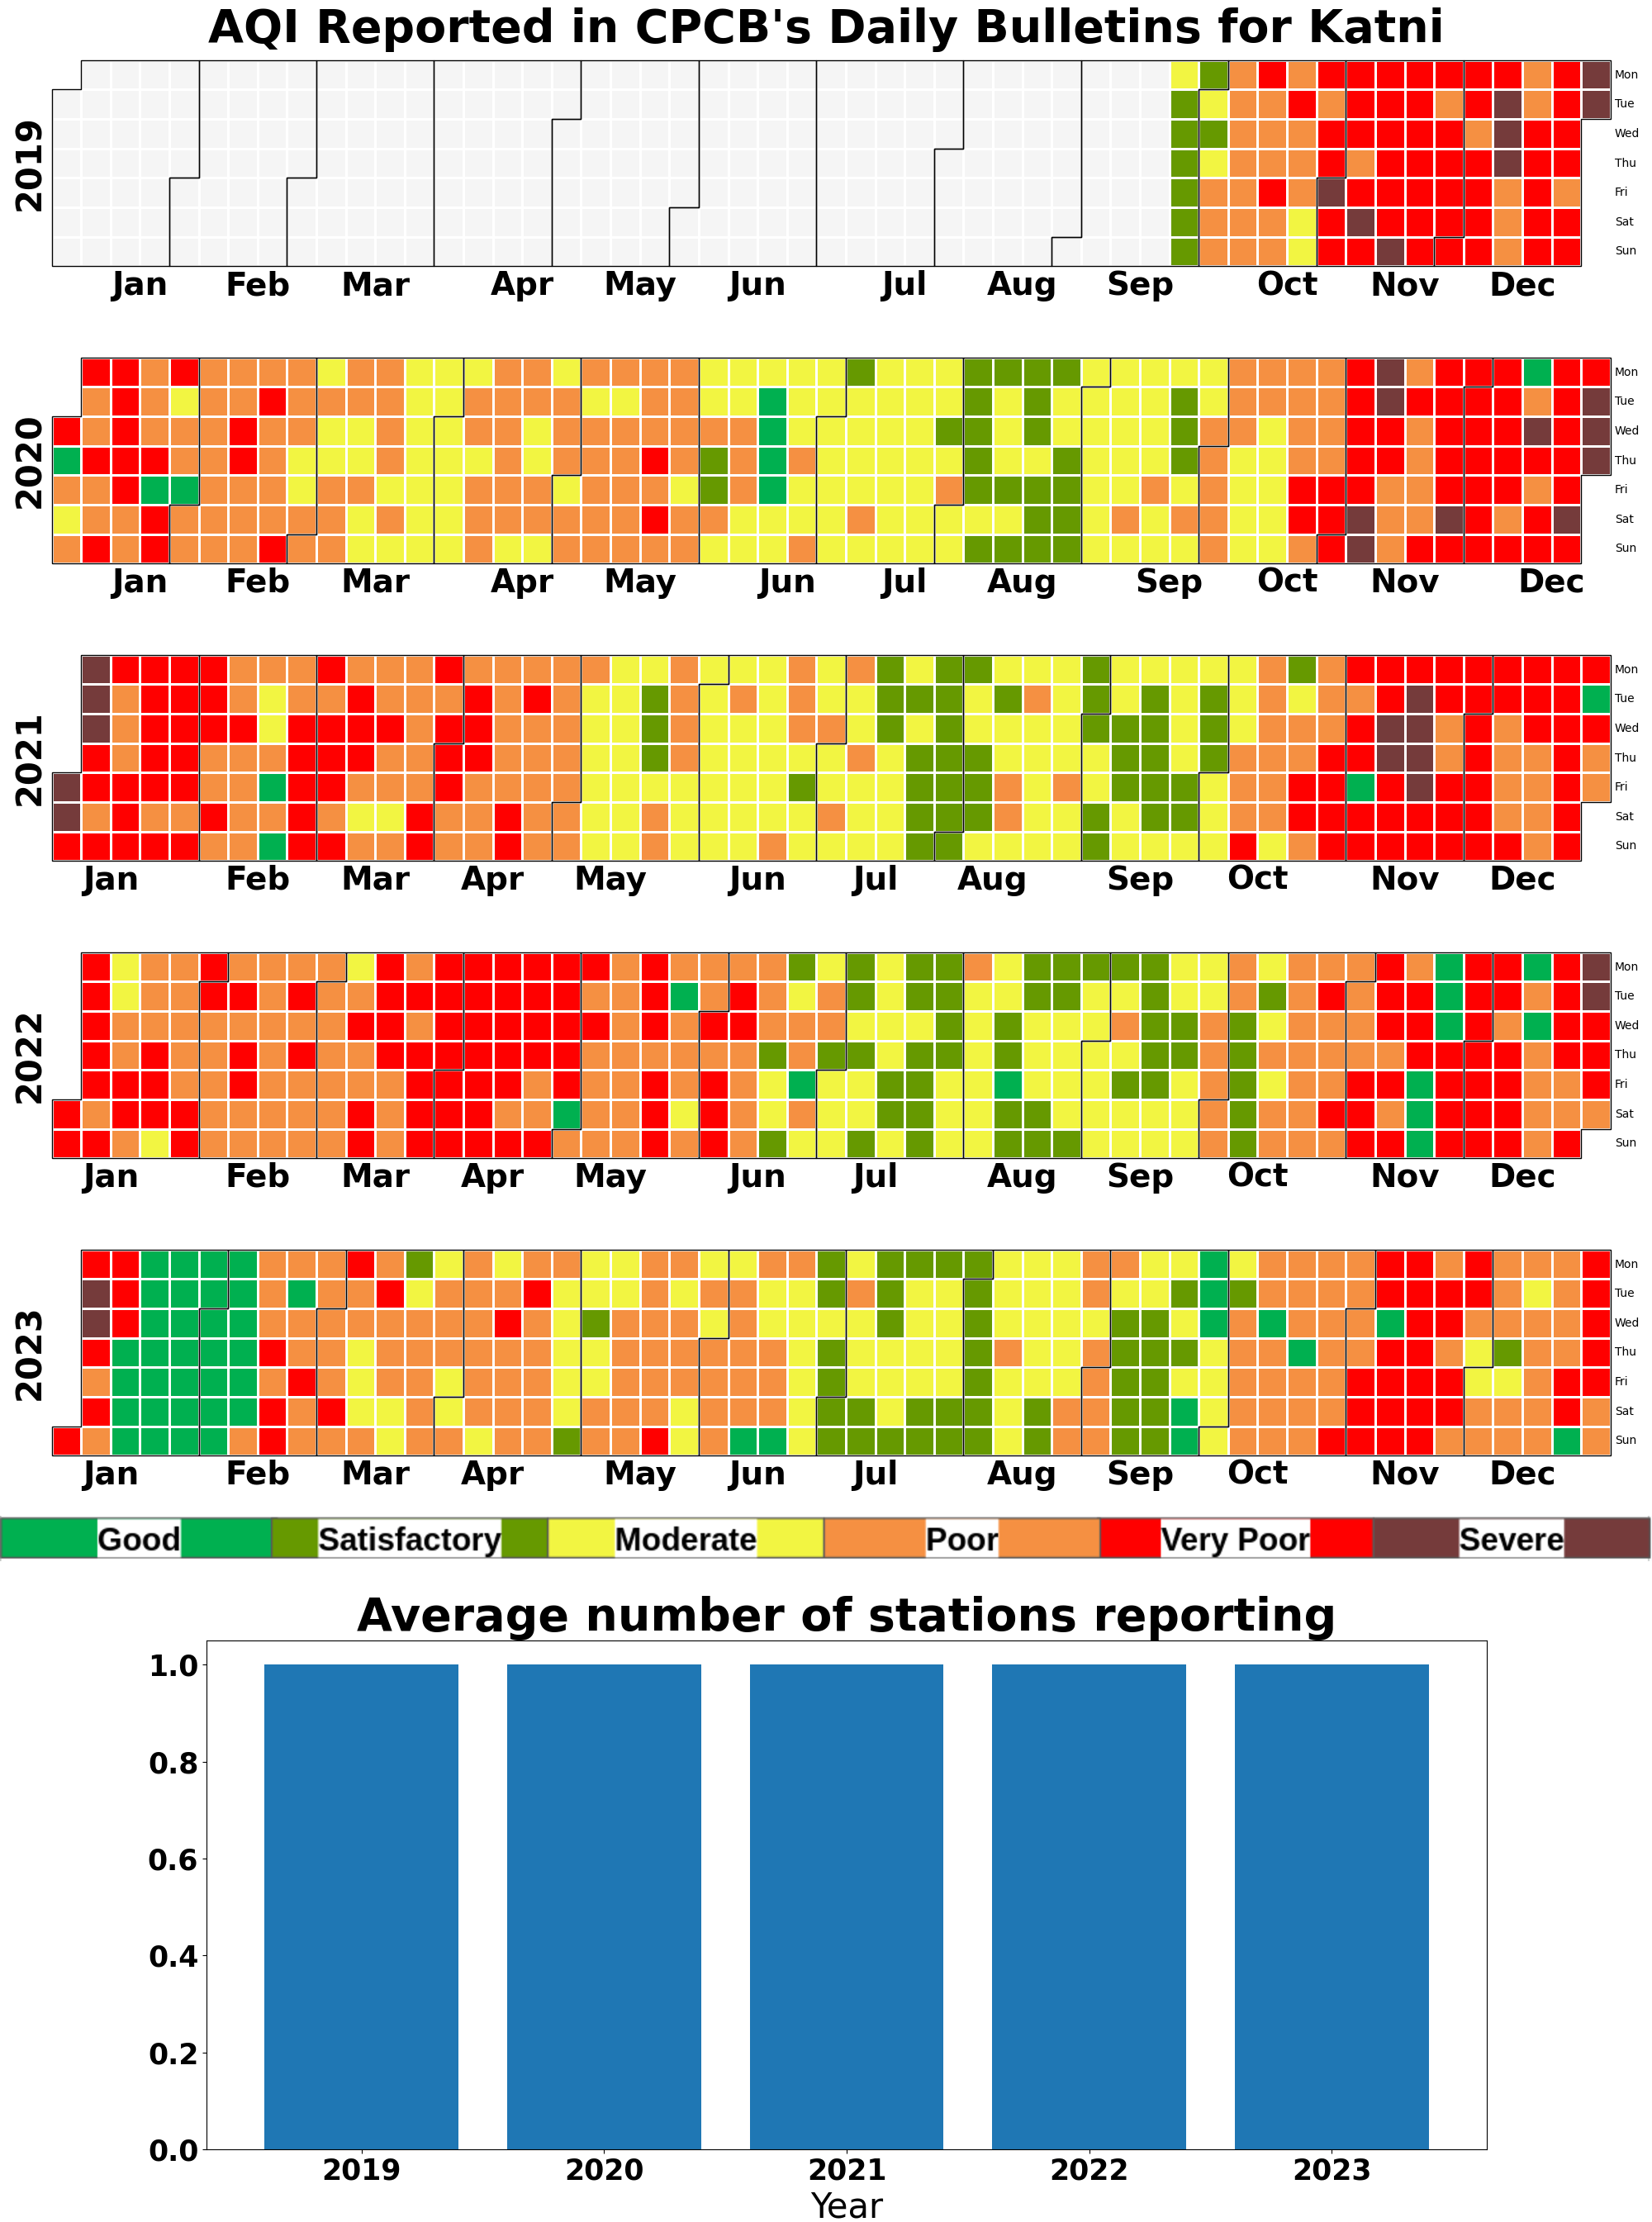 AQI Reported in CPCB's Daily Bulletins for Katni
2019
Mon
Tue
Wed
Thu
Fri
Sat
Sun
Jan Feb Mar Apr May Jun Jul Aug Sep Oct Nov Dec
2020
Mon
Tue
Wed
Thu
Fri
Sat
Sun
Jan Feb Mar Apr May Jun Jul Aug Sep Oct Nov Dec
2021
Mon
Tue
Wed
Thu
Fri
Sat
Sun
Jan Feb Mar Apr May Jun Jul Aug Sep Oct Nov Dec
2022
Mon
Tue
Wed
Thu
Fri
Sat
Sun
Jan Feb Mar Apr May Jun Jul Aug Sep Oct Nov Dec
2023
Mon
Tue
Wed
Thu
Fri
Sat
Sun
Jan Feb Mar Apr May Jun Jul Aug Sep Oct Nov Dec
Good Satisfactory Moderate Poor Very Poor Severe
Average number of stations reporting
1.0
0.8
0.6
0.4
0.2
0.0
2019 2020 2021 2022 2023
Year